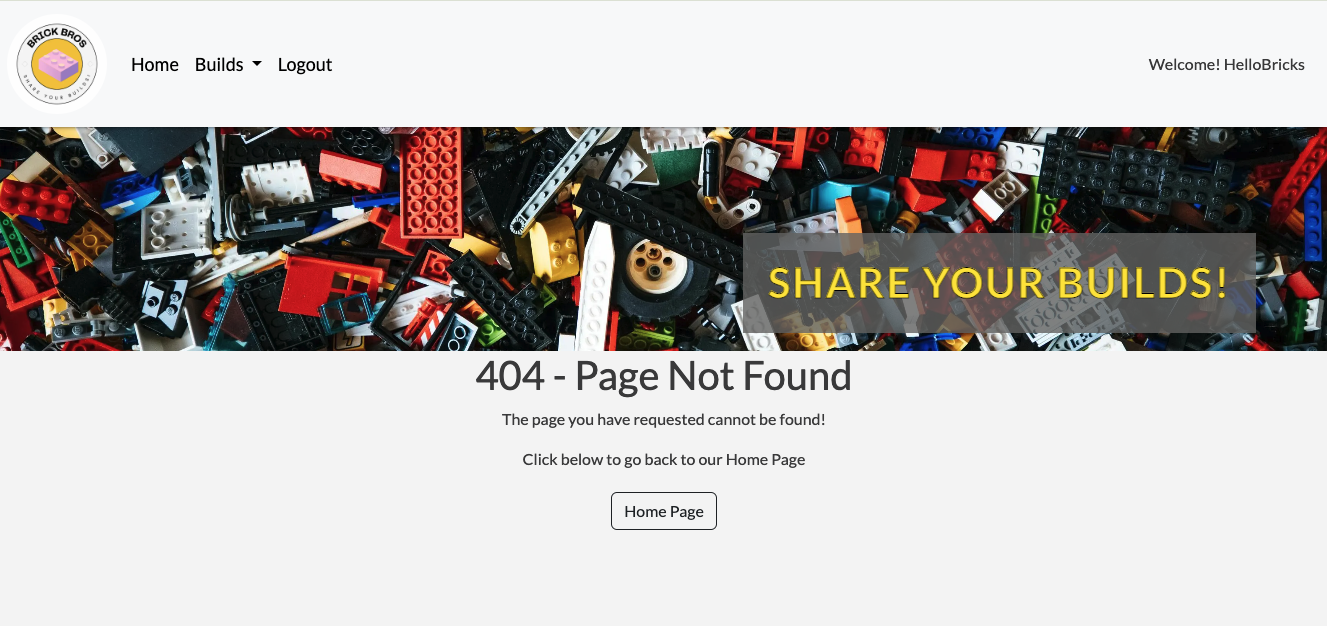 BRICK BROS
SHARE YOUR BUILDS!
Home Builds Logout
Welcome! HelloBricks
SHARE YOUR BUILDS!
404 - Page Not Found
The page you have requested cannot be found!
Click below to go back to our Home Page
Home Page